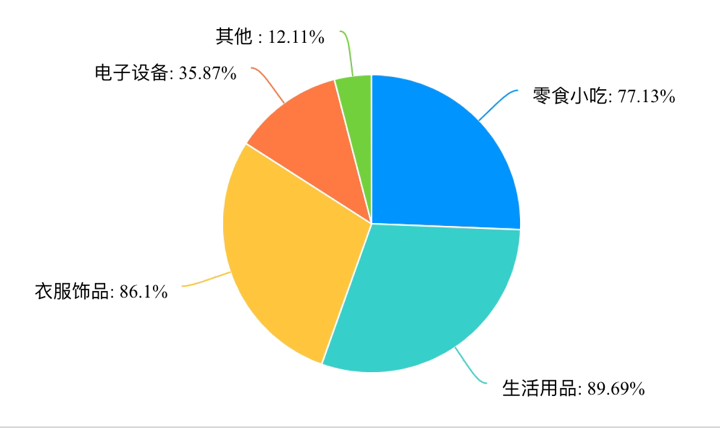 其他 : 12.11%
电子设备: 35.87%
零食小吃: 77.13%
衣服饰品: 86.1%
生活用品: 89.69%